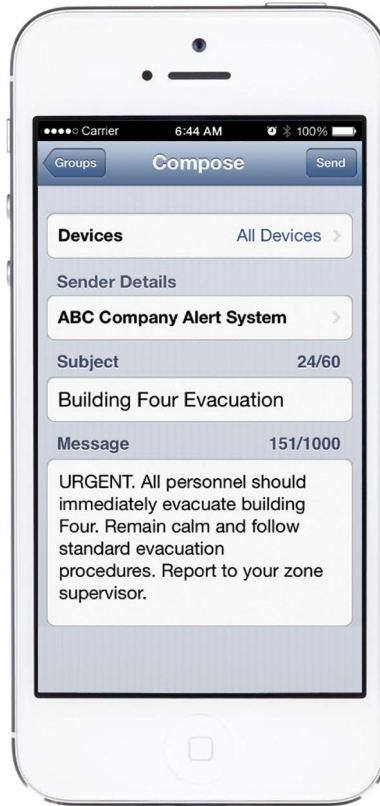 Carrier 6:44 AM 100%
Groups Compose Send
Devices All Devices
Sender Details
ABC Company Alert System
Subject 24/60
Building Four Evacuation
Message 151/1000
URGENT. All personnel should
immediately evacuate building
Four. Remain calm and follow
standard evacuation
procedures. Report to your zone
supervisor.